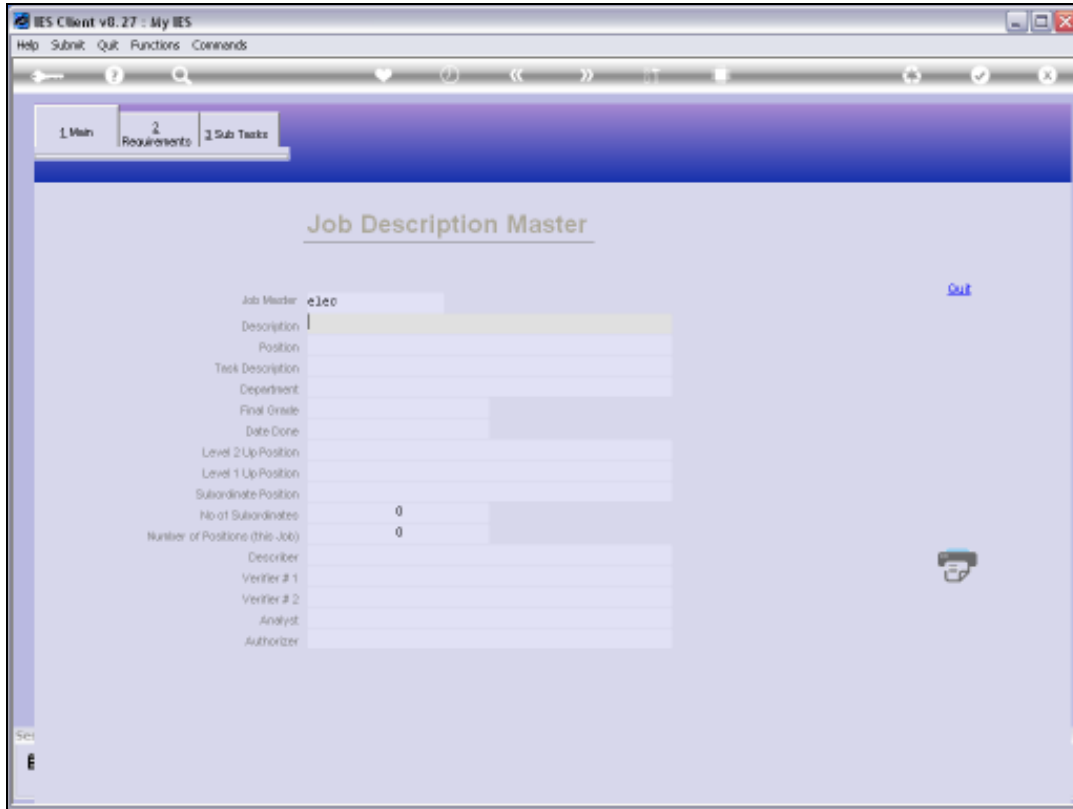 IES Client v8.27 : My IES
Help Submit Quit Functions Commands
1 Main
2 Requirements
3 Sub Tasks
Job Description Master
Quit
Job Master elec
Description
Position
Task Description
Department
Final Grade
Date Done
Level 2 Up Position
Level 1 Up Position
Subordinate Position
No of Subordinates 0
Number of Positions (this Job) 0
Describer
Verifier # 1
Verifier # 2
Analyst
Authorizer